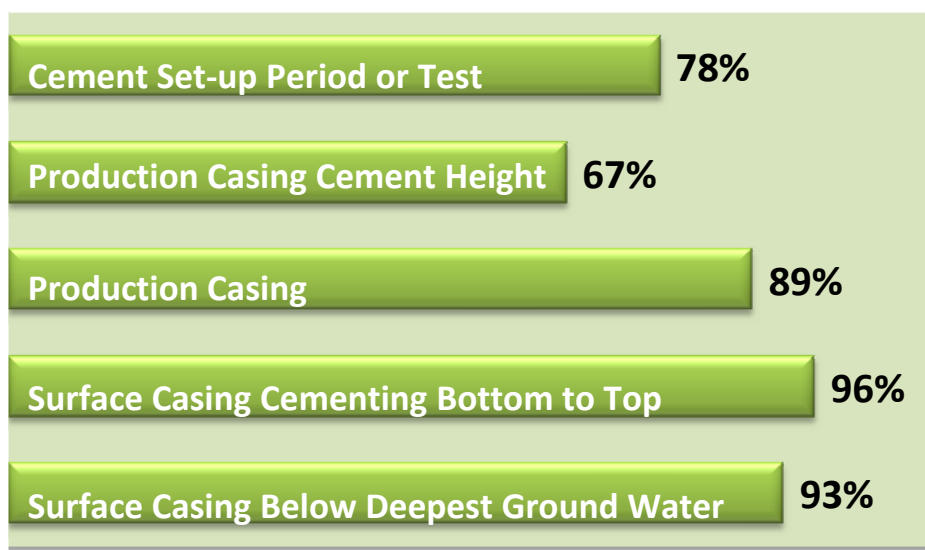 Cement Set-up Period or Test 78%
Production Casing Cement Height 67%
Production Casing 89%
Surface Casing Cementing Bottom to Top 96%
Surface Casing Below Deepest Ground Water 93%